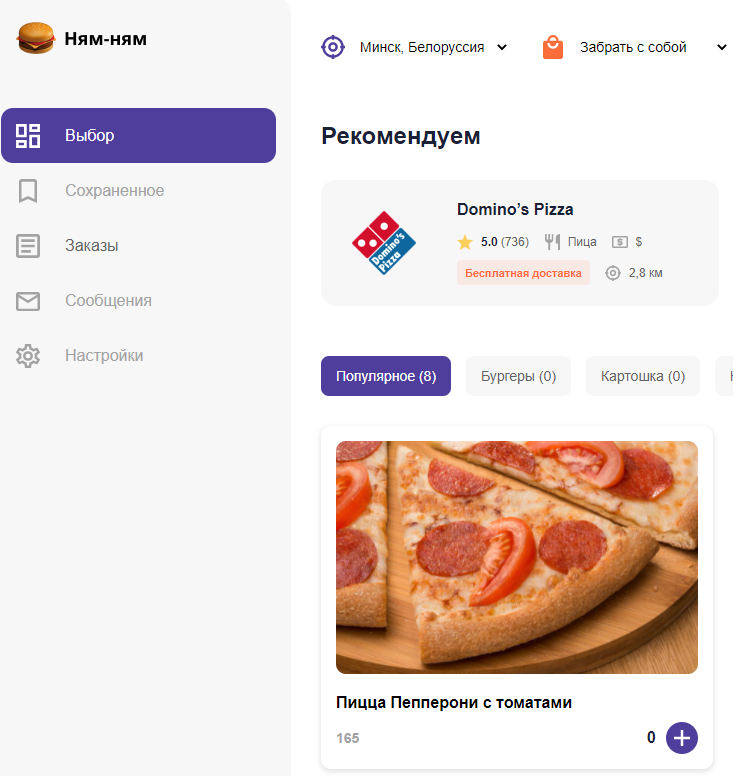 Ням-ням
Минск, Белоруссия
Забрать с собой
Выбор
Сохраненное
Заказы
Сообщения
Настройки
Рекомендуем
Domino's
Pizza
Domino’s Pizza
5.0 (736)
Пица
$
Бесплатная доставка
2,8 км
Популярное (8)
Бургеры (0)
Картошка (0)
Пицца Пепперони с томатами
165
0